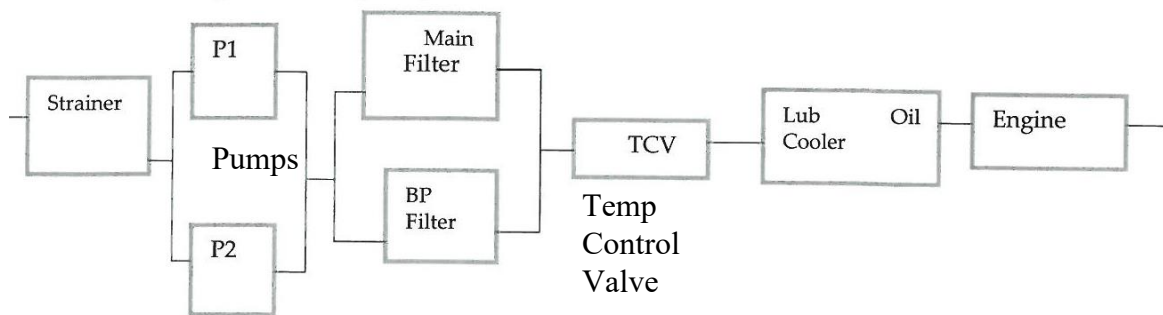 Strainer
P1
Pumps
P2
Main
Filter
BP
Filter
TCV
Temp
Control
Valve
Lub Oil
Cooler
Engine